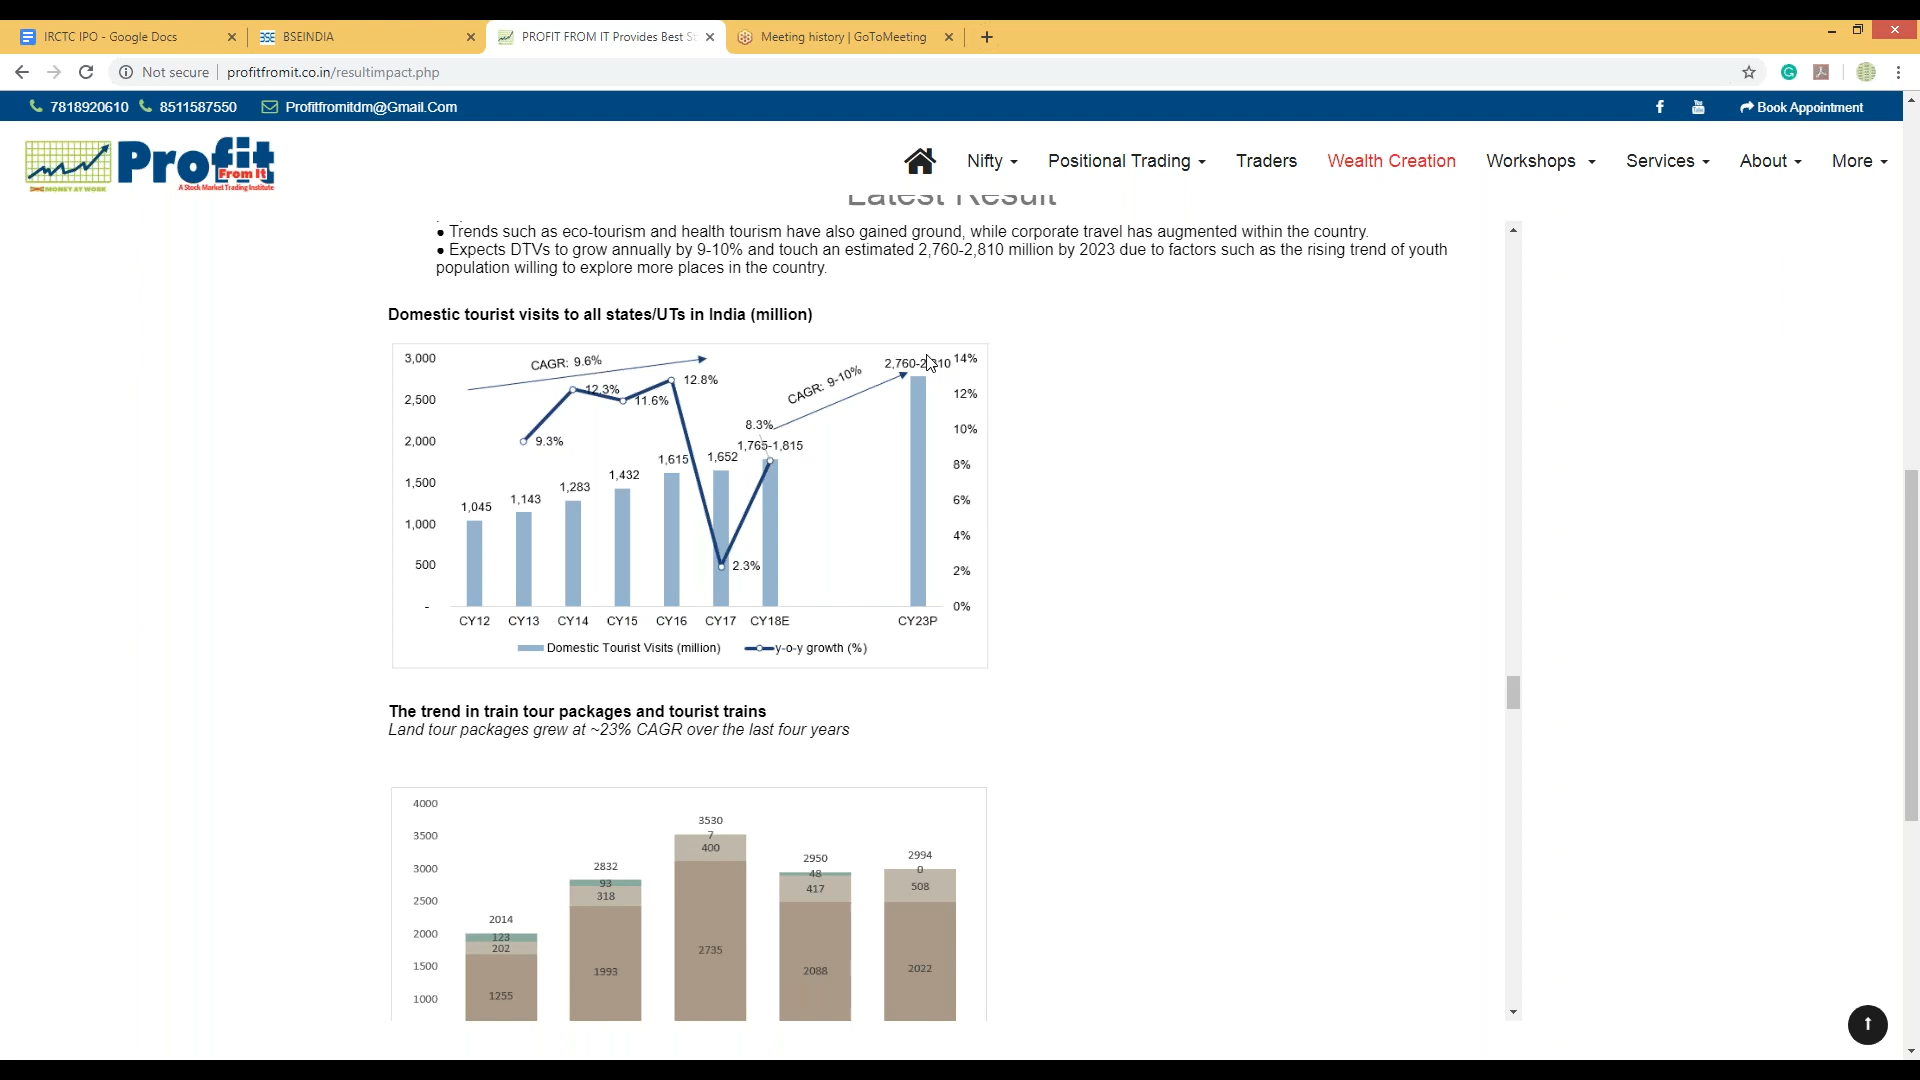 IRCTC IPO - Google Docs
BSEINDIA
PROFIT FROM IT Provides Best S
Meeting history | GoToMeeting
Not secure
profitfromit.co.in/resultimpact.php
7818920610
8511587550
Profitfromitdm@Gmail.Com
Book Appointment
Profit
From It
MONEY AT WORK
A Stock Market Trading Institute
Nifty
Positional Trading
Traders
Wealth Creation
Workshops
Services
About
More
Latest Result
• Trends such as eco-tourism and health tourism have also gained ground, while corporate travel has augmented within the country.
• Expects DTVs to grow annually by 9-10% and touch an estimated 2,760-2,810 million by 2023 due to factors such as the rising trend of youth
population willing to explore more places in the country.
Domestic tourist visits to all states/UTs in India (million)
3,000
2,500
2,000
1,500
1,000
500
-
CAGR: 9.6%
CAGR: 9-10%
2,760-2,810
14%
12%
10%
8%
6%
4%
2%
0%
9.3%
12.3%
11.6%
12.8%
2.3%
8.3%
1,045
1,143
1,283
1,432
1,615
1,652
1,765-1,815
CY12
CY13
CY14
CY15
CY16
CY17
CY18E
CY23P
Domestic Tourist Visits (million)
y-o-y growth (%)
The trend in train tour packages and tourist trains
Land tour packages grew at ~23% CAGR over the last four years
4000
3500
3000
2500
2000
1500
1000
2014
123
202
1255
2832
93
318
1993
3530
7
400
2735
2950
48
417
2088
2994
0
508
2022